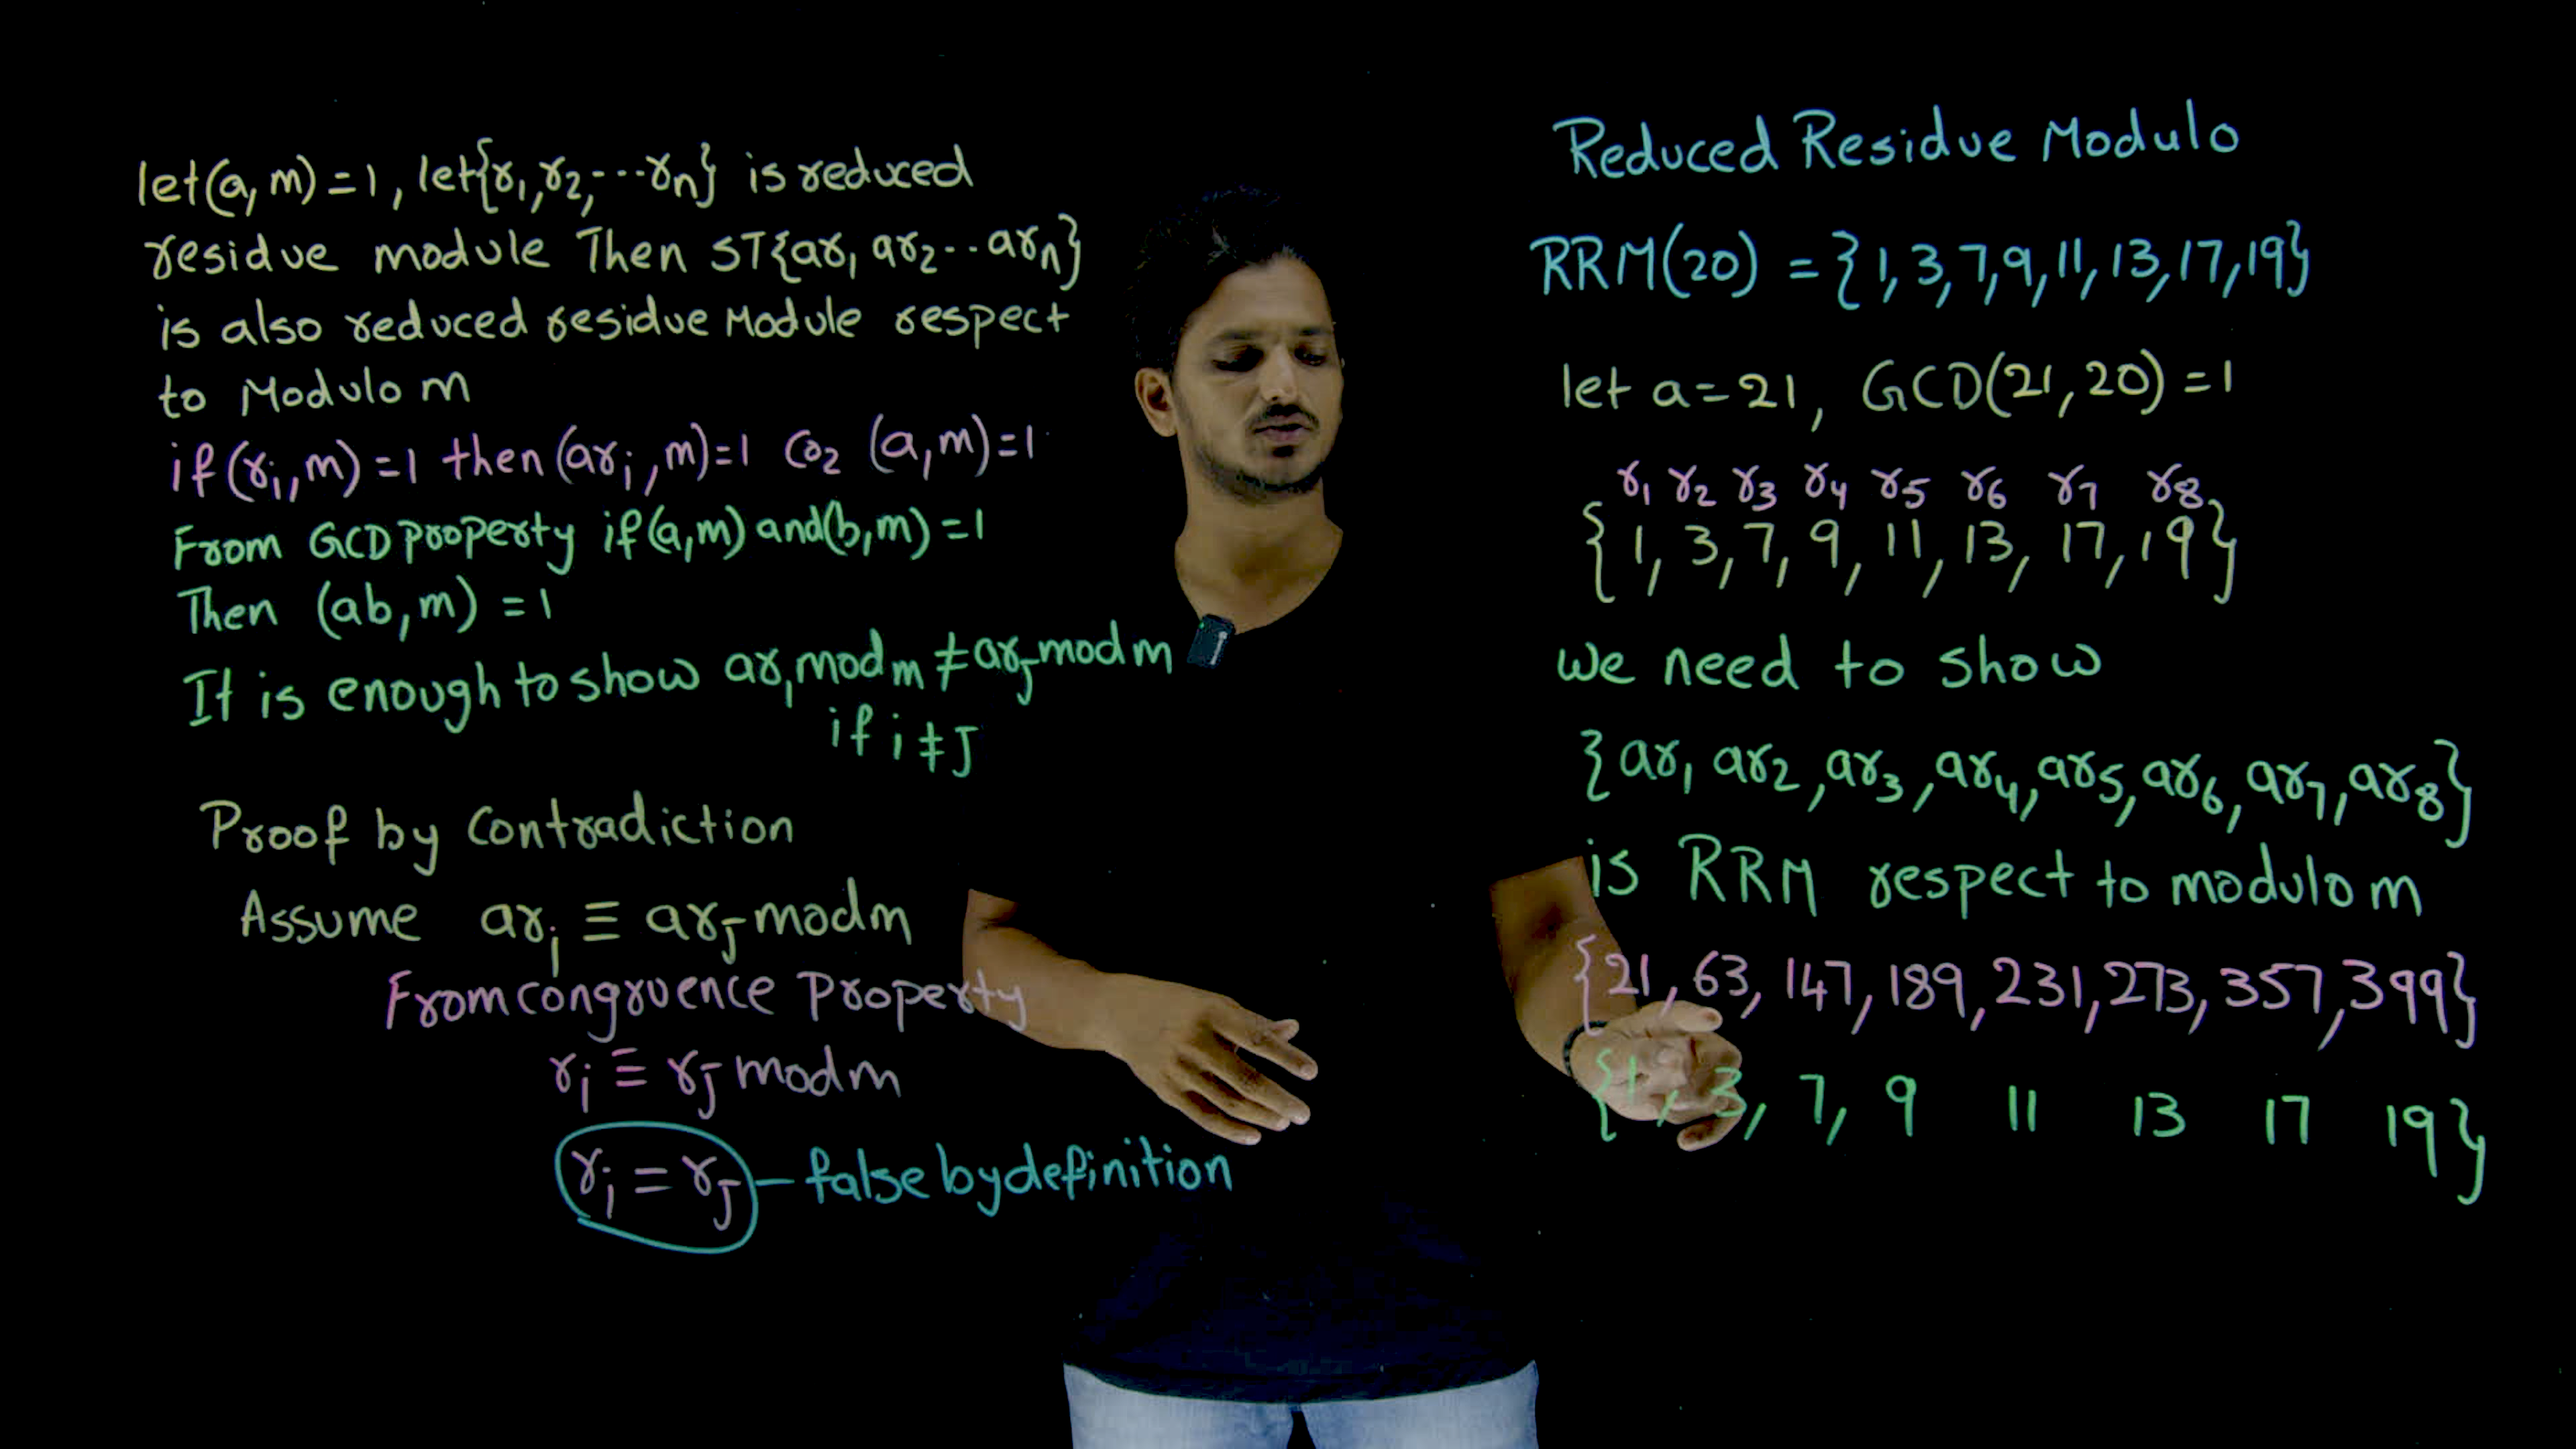 let(a, m) = 1, let{r₁, r₂, --- rₙ} is reduced
residue module Then ST{ar₁ ar₂ -- arₙ}
is also reduced residue Module respect
to Modulo m
if (rᵢ, m) = 1 then (arᵢ, m) = 1 Coz (a, m) = 1
From GCD property if (a, m) and (b, m) = 1
Then (ab, m) = 1
It is enough to show arᵢ mod m ≠ arⱼ mod m
if i ≠ J
Proof by Contradiction
Assume arᵢ ≡ arⱼ mod m
From congruence Property
rᵢ ≡ rⱼ mod m
rᵢ = rⱼ — false by definition
Reduced Residue Modulo
RRM(20) = {1, 3, 7, 9, 11, 13, 17, 19}
let a = 21, GCD(21, 20) = 1
r₁ r₂ r₃ r₄ r₅ r₆ r₇ r₈
{1, 3, 7, 9, 11, 13, 17, 19}
We need to show
{ar₁ ar₂, ar₃, ar₄, ar₅, ar₆, ar₇, ar₈}
is RRM respect to modulo m
{21, 63, 147, 189, 231, 273, 357, 399}
{1, 3, 7, 9 11 13 17 19}